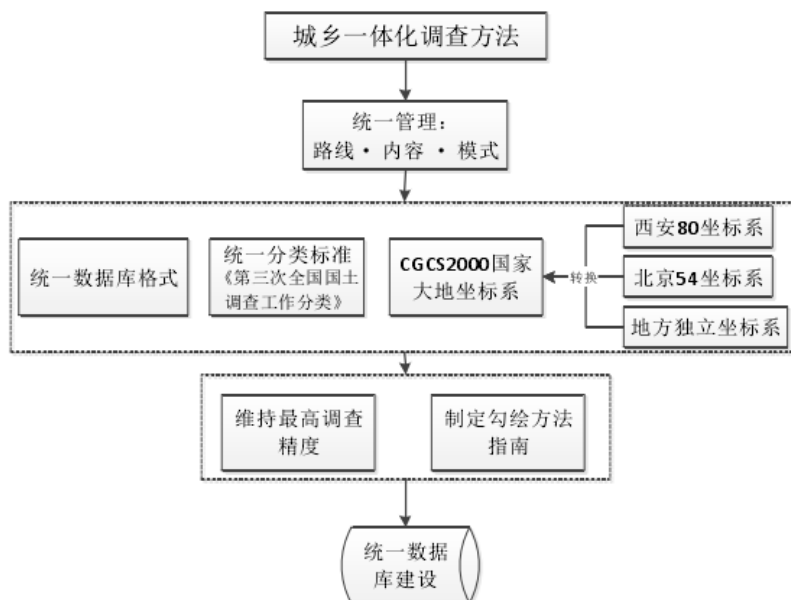 城乡一体化调查方法
统一管理：
路线·内容·模式
统一数据库格式
统一分类标准
《第三次全国国土
调查工作分类》
CGCS2000国家
大地坐标系
转换
西安80坐标系
北京54坐标系
地方独立坐标系
维持最高调查
精度
制定勾绘方法
指南
统一数据
库建设